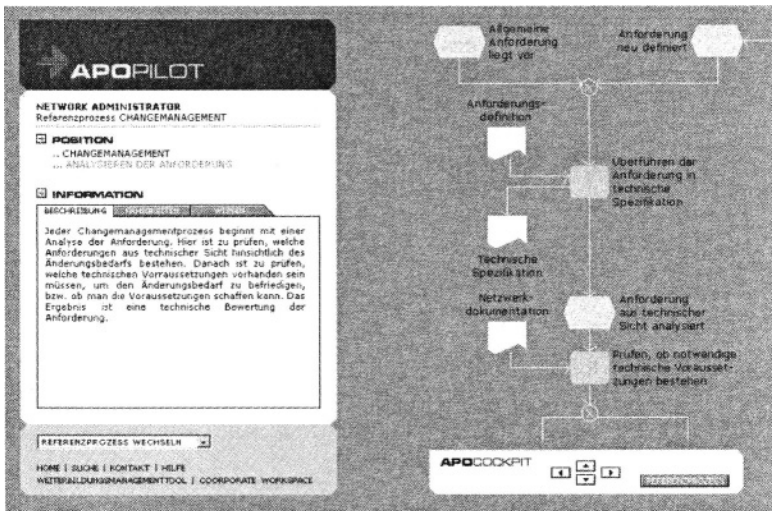 APOPILOT
NETWORK ADMINISTRATOR
Referenzprozess CHANGEMANAGEMENT
POSITION
.. CHANGEMANAGEMENT
... ANALYSIEREN DER ANFORDERUNG
INFORMATION
BESCHREIBUNG
Jeder Changemanagementprozess beginnt mit einer
Analyse der Anforderung. Hier ist zu prüfen, welche
Anforderungen aus technischer Sicht hinsichtlich des
Änderungsbedarfs bestehen. Danach ist zu prüfen,
welche technischen Vorraussetzungen vorhanden sein
müssen, um den Änderungsbedarf zu befriedigen,
bzw. ob man die Voraussetzungen schaffen kann. Das
Ergebnis ist eine technische Bewertung der
Anforderung.
REFERENZPROZESS WECHSELN
HOME | SUCHE | KONTAKT | HILFE
WEITERBILDUNGSMANAGEMENTTOOL | COORPORATE WORKSPACE
Allgemeine
Anforderung
liegt vor
Anforderung
neu definiert
Anforderungs-
definition
Überführen der
Anforderung in
technische
Spezifikation
Technische
Spezifikation
Netzwerk-
dokumentation
Anforderung
aus technischer
Sicht analysiert
Prüfen, ob notwendige
technische Vorausset-
zungen bestehen
APOCOCKPIT
REFERENZPROZESS